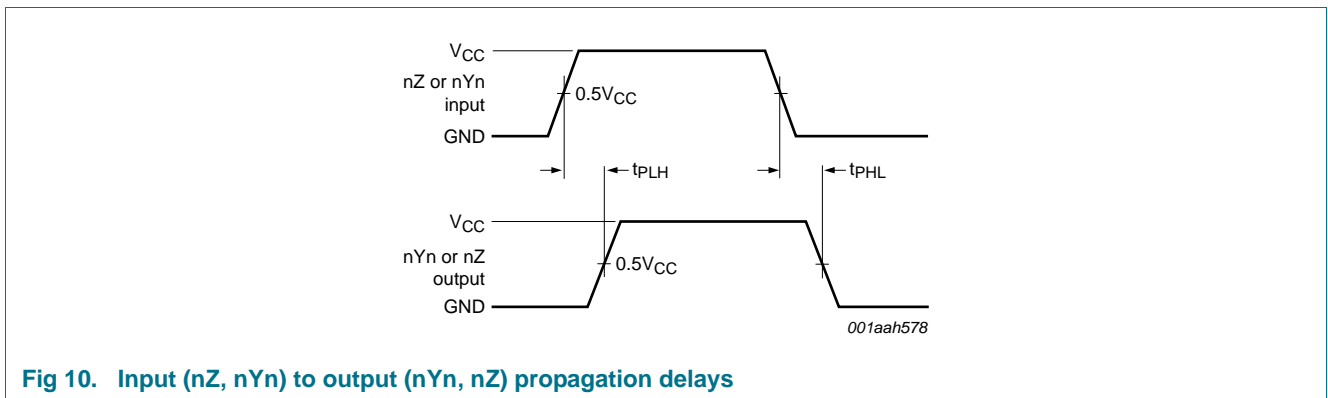 VCC
nZ or nYn
input
0.5VCC
GND
tPLH
tPHL
VCC
nYn or nZ
output
0.5VCC
GND
001aah578
Fig 10. Input (nZ, nYn) to output (nYn, nZ) propagation delays